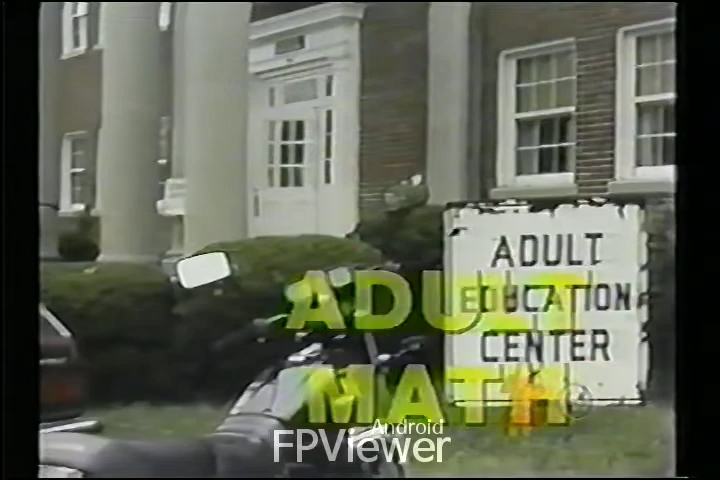 ADULT
EDUCATION
CENTER
ADULT
MATH
Android
FPViewer